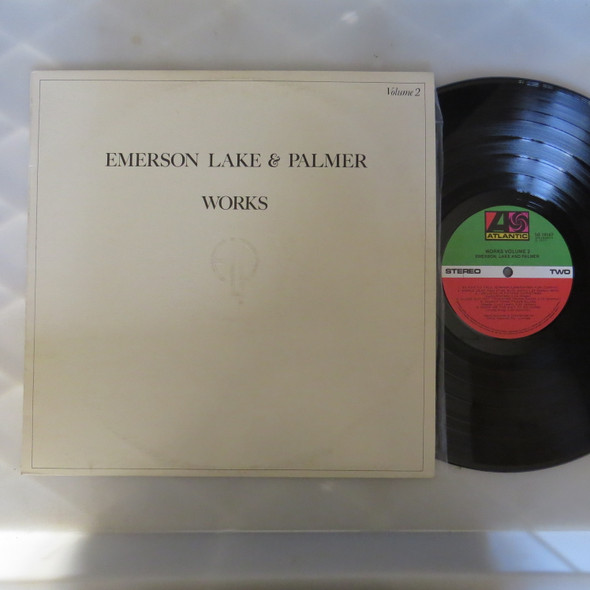 Volume 2
EMERSON LAKE & PALMER
WORKS
ATLANTIC
WORKS VOLUME 2
EMERSON, LAKE AND PALMER
STEREO TWO